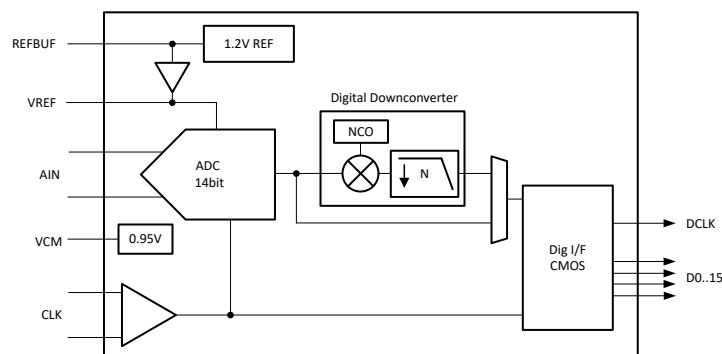 REFBUF
1.2V REF
VREF
Digital Downconverter
NCO
ADC
14bit
N
AIN
VCM
0.95V
Dig I/F
CMOS
DCLK
D0..15
CLK